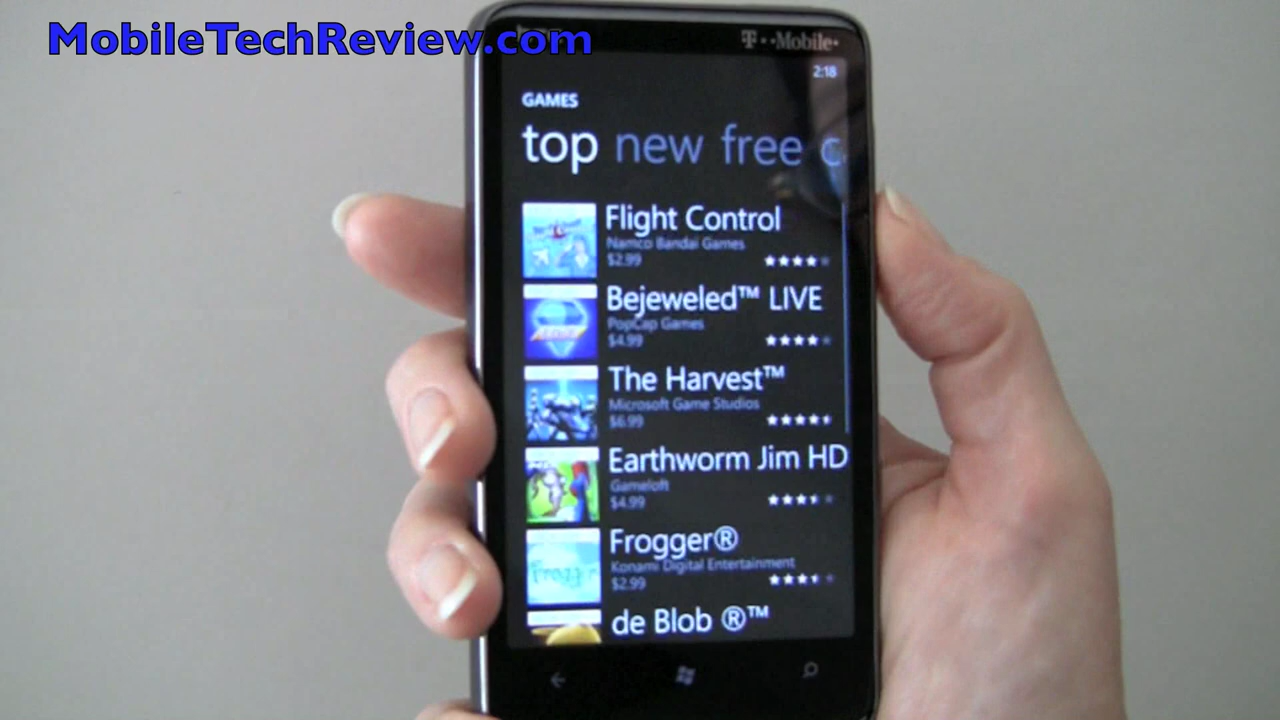 MobileTechReview.com
T··Mobile·
2:18
GAMES
top new free c
Flight Control
Namco Bandai Games
$2.99
Bejeweled™ LIVE
PopCap Games
$4.99
The Harvest™
Microsoft Game Studios
$6.99
Earthworm Jim HD
Gameloft
$4.99
Frogger®
Konami Digital Entertainment
$2.99
de Blob ®™